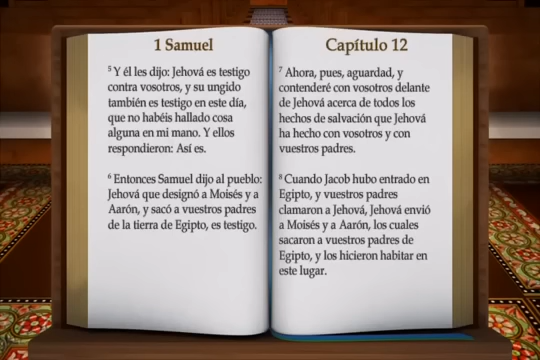 1 Samuel
⁵ Y él les dijo: Jehová es testigo
contra vosotros, y su ungido
también es testigo en este día,
que no habéis hallado cosa
alguna en mi mano. Y ellos
respondieron: Así es.
⁶ Entonces Samuel dijo al pueblo:
Jehová que designó a Moisés y a
Aarón, y sacó a vuestros padres
de la tierra de Egipto, es testigo.
Capítulo 12
⁷ Ahora, pues, aguardad, y
contenderé con vosotros delante
de Jehová acerca de todos los
hechos de salvación que Jehová
ha hecho con vosotros y con
vuestros padres.
⁸ Cuando Jacob hubo entrado en
Egipto, y vuestros padres
clamaron a Jehová, Jehová envió
a Moisés y a Aarón, los cuales
sacaron a vuestros padres de
Egipto, y los hicieron habitar en
este lugar.